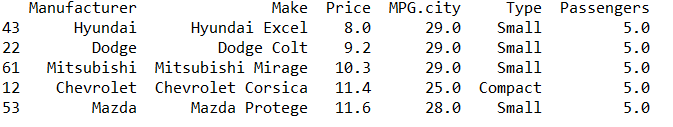 Manufacturer Make Price MPG.city Type Passengers
43 Hyundai Hyundai Excel 8.0 29.0 Small 5.0
22 Dodge Dodge Colt 9.2 29.0 Small 5.0
61 Mitsubishi Mitsubishi Mirage 10.3 29.0 Small 5.0
12 Chevrolet Chevrolet Corsica 11.4 25.0 Compact 5.0
53 Mazda Mazda Protege 11.6 28.0 Small 5.0